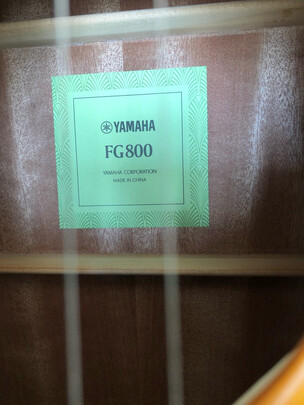 YAMAHA
FG800
YAMAHA CORPORATION
MADE IN CHINA